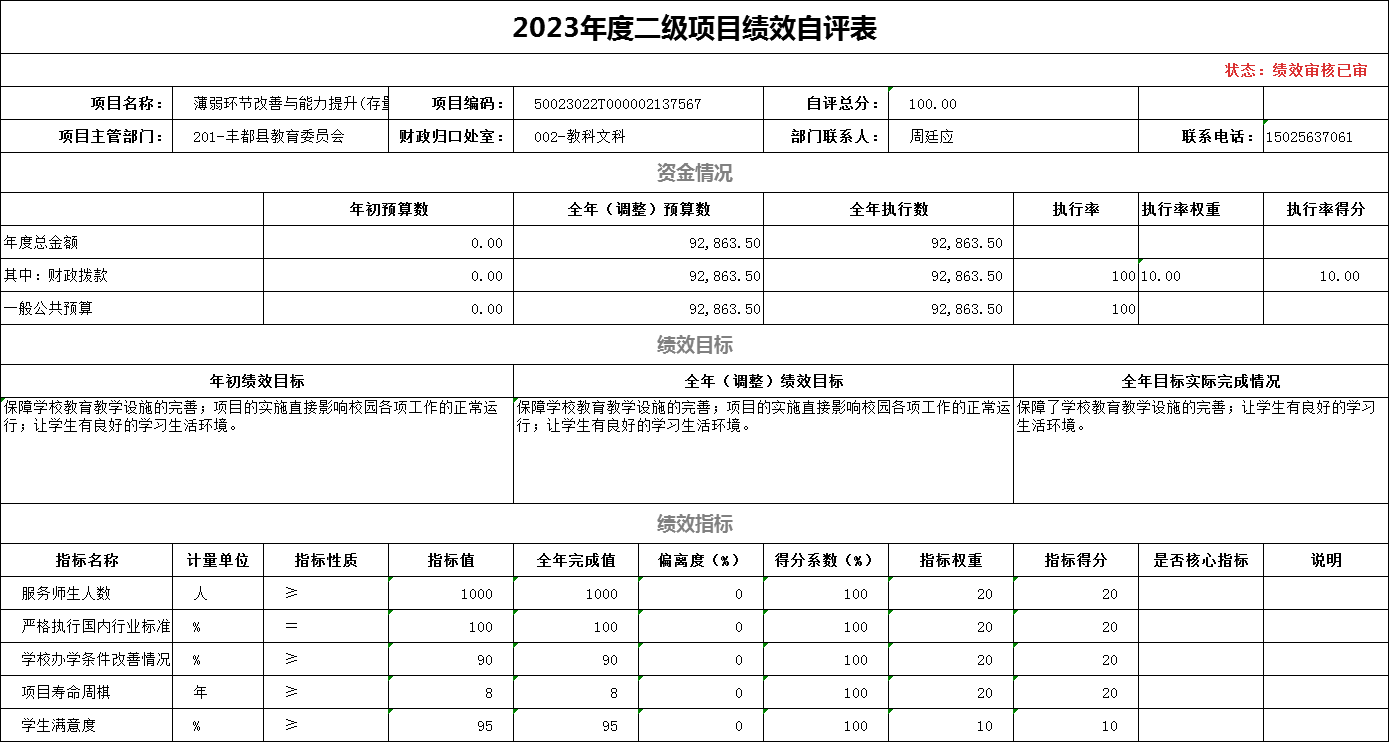 2023年度二级项目绩效自评表
状态：绩效审核已审
项目名称： 薄弱环节改善与能力提升(存量 项目编码： 50023022T000002137567 自评总分： 100.00
项目主管部门： 201-丰都县教育委员会 财政归口处室： 002-教科文科 部门联系人： 周廷应 联系电话： 15025637061
资金情况
年初预算数 全年（调整）预算数 全年执行数 执行率 执行率权重 执行率得分
年度总金额 0.00 92,863.50 92,863.50
其中：财政拨款 0.00 92,863.50 92,863.50 100 10.00 10.00
一般公共预算 0.00 92,863.50 92,863.50 100
绩效目标
年初绩效目标 全年（调整）绩效目标 全年目标实际完成情况
保障学校教育教学设施的完善；项目的实施直接影响校园各项工作的正常运 保障学校教育教学设施的完善；项目的实施直接影响校园各项工作的正常运 保障了学校教育教学设施的完善；让学生有良好的学习
行；让学生有良好的学习生活环境。 行；让学生有良好的学习生活环境。 生活环境。
绩效指标
指标名称 计量单位 指标性质 指标值 全年完成值 偏离度（%） 得分系数（%） 指标权重 指标得分 是否核心指标 说明
服务师生人数 人 ≥ 1000 1000 0 100 20 20
严格执行国内行业标准 % ＝ 100 100 0 100 20 20
学校办学条件改善情况 % ≥ 90 90 0 100 20 20
项目寿命周棋 年 ≥ 8 8 0 100 20 20
学生满意度 % ≥ 95 95 0 100 10 10